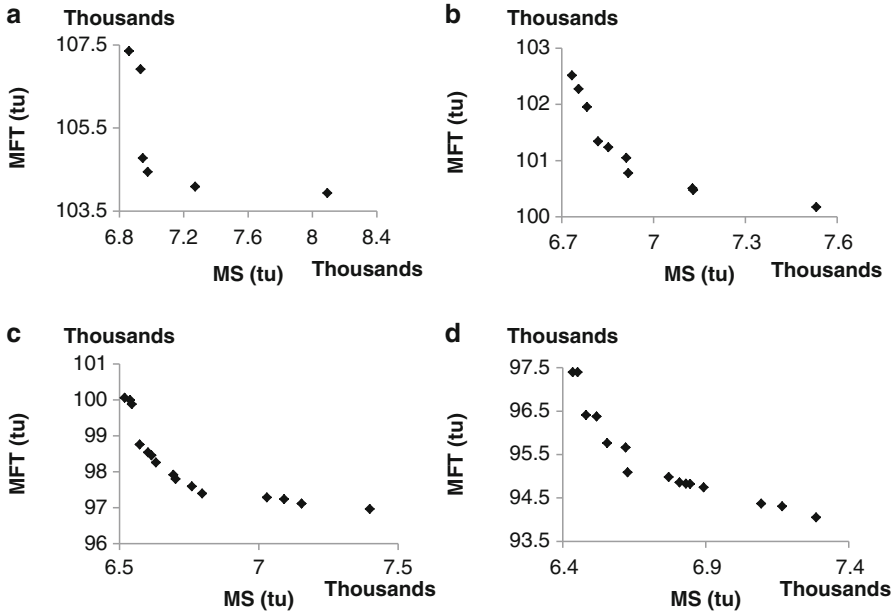 a Thousands
107.5
105.5
103.5
MFT (tu)
6.8 7.2 7.6 8 8.4
MS (tu) Thousands
b Thousands
103
102
101
100
MFT (tu)
6.7 7 7.3 7.6
MS (tu) Thousands
c Thousands
101
100
99
98
97
96
MFT (tu)
6.5 7 7.5
MS (tu) Thousands
d Thousands
97.5
96.5
95.5
94.5
93.5
MFT (tu)
6.4 6.9 7.4
MS (tu) Thousands